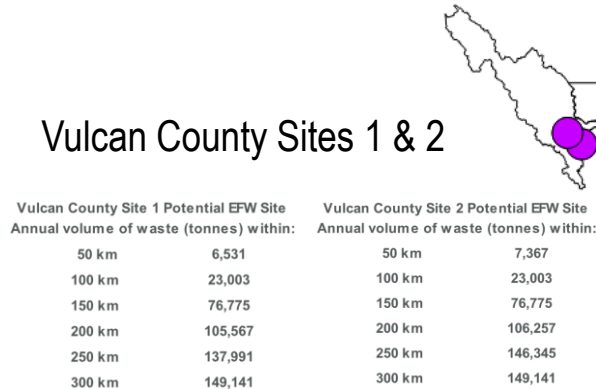 Vulcan County Sites 1 & 2
Vulcan County Site 1 Potential EFW Site
Annual volume of waste (tonnes) within:
50 km 6,531
100 km 23,003
150 km 76,775
200 km 105,567
250 km 137,991
300 km 149,141
Vulcan County Site 2 Potential EFW Site
Annual volume of waste (tonnes) within:
50 km 7,367
100 km 23,003
150 km 76,775
200 km 106,257
250 km 146,345
300 km 149,141